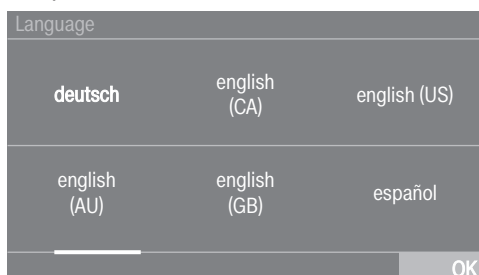 Language
deutsch
english
(CA)
english (US)
english
(AU)
english
(GB)
español
OK